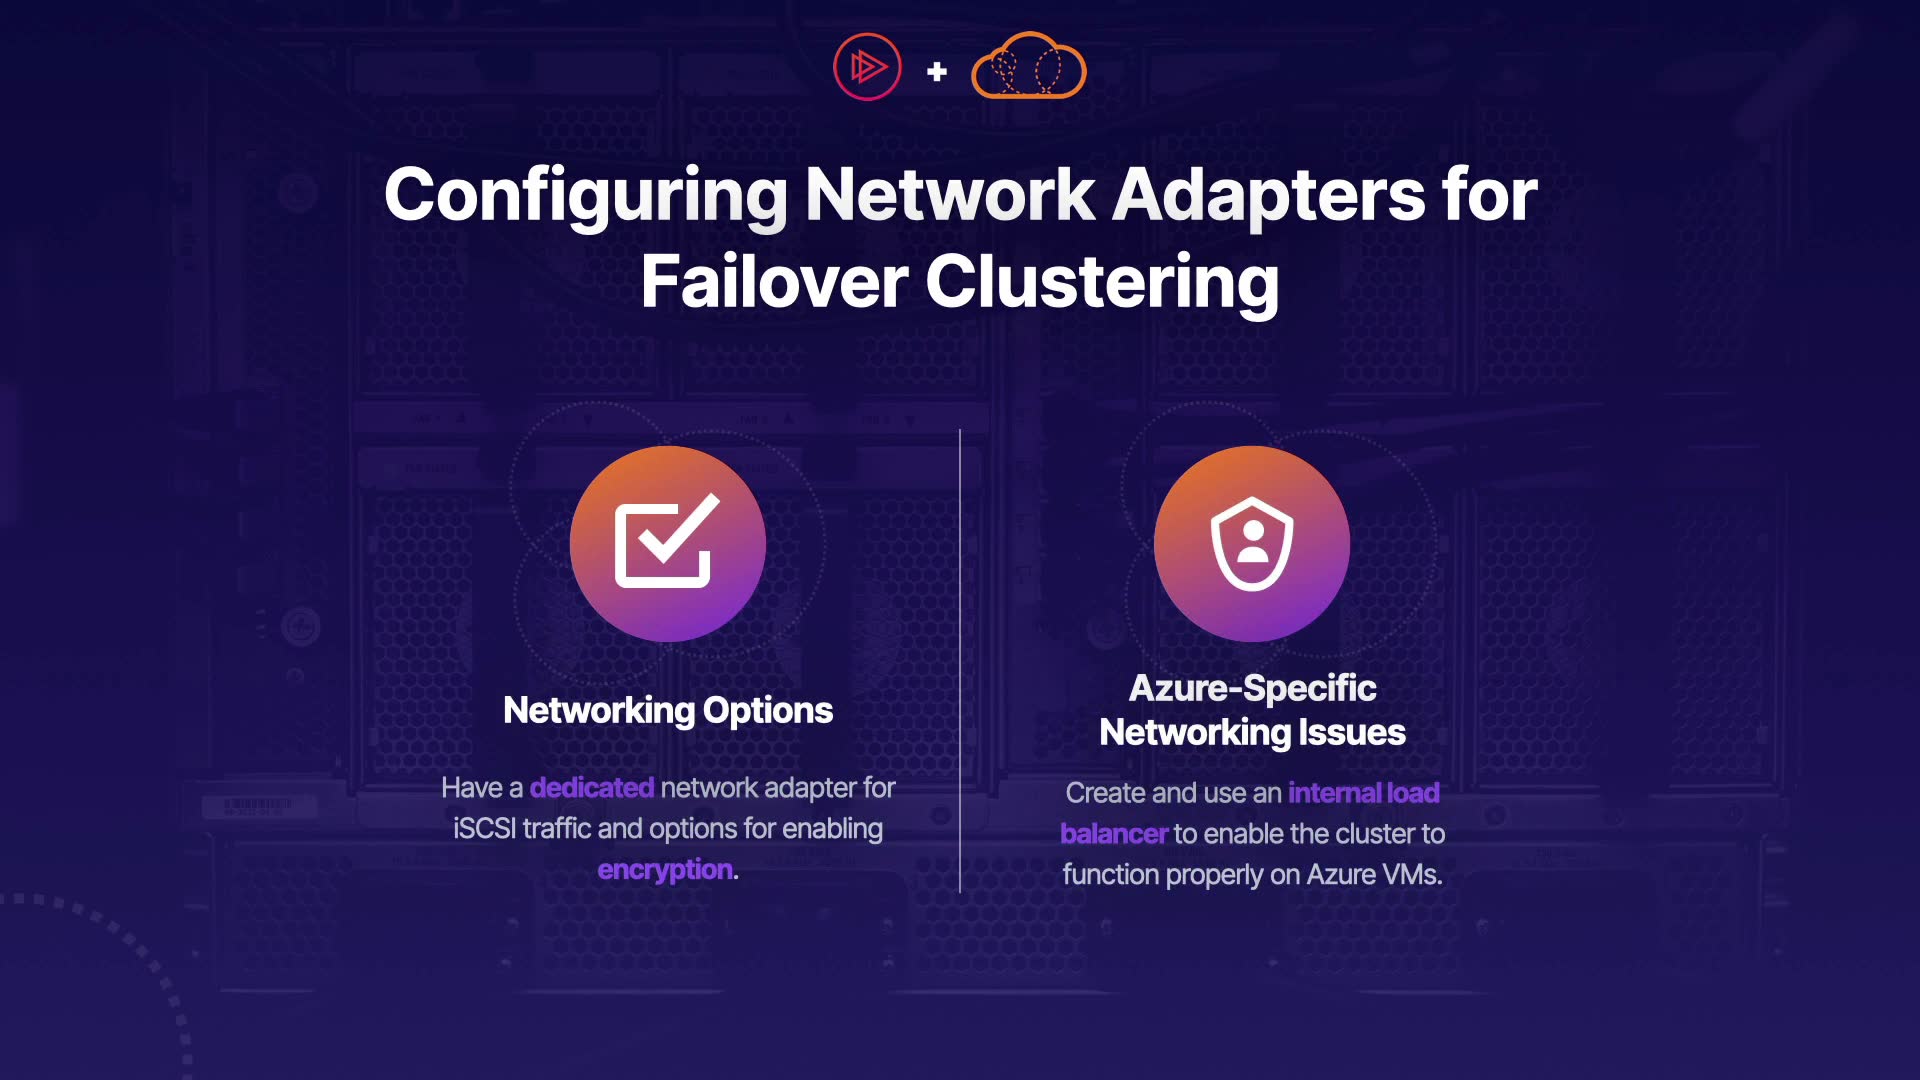 Configuring Network Adapters for
Failover Clustering
Networking Options
Have a dedicated network adapter for
iSCSI traffic and options for enabling
encryption.
Azure-Specific
Networking Issues
Create and use an internal load
balancer to enable the cluster to
function properly on Azure VMs.